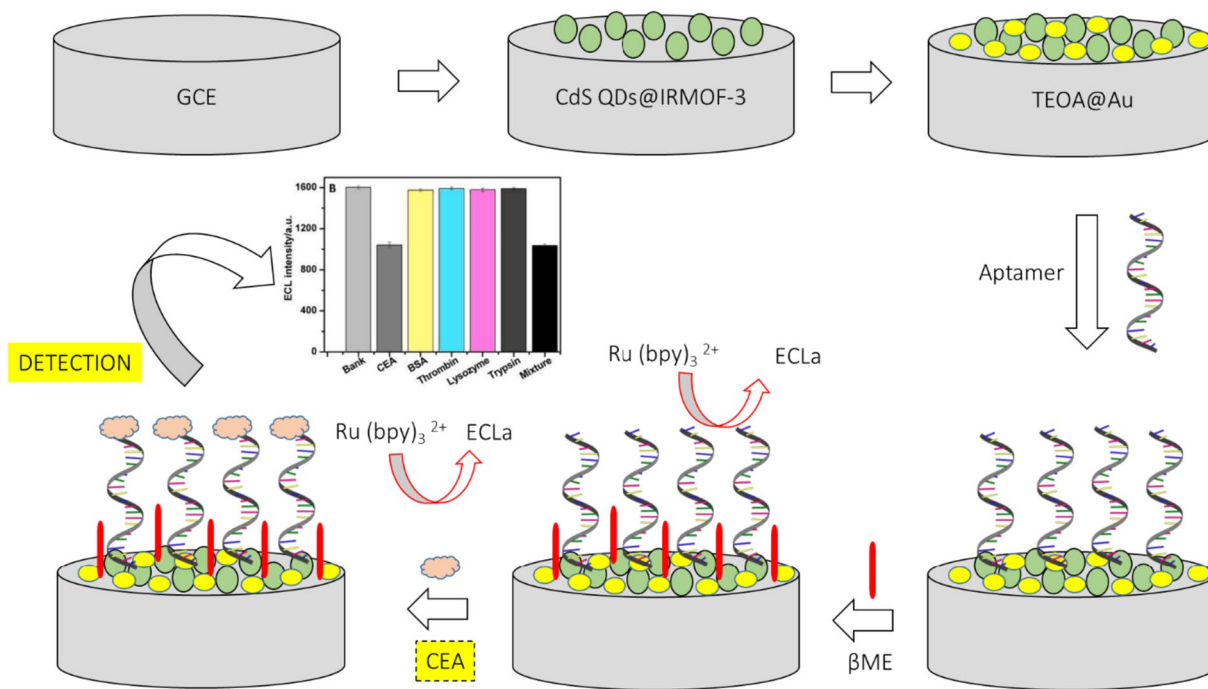 GCE
CdS QDs@IRMOF-3
TEOA@Au
B
ECL intensity/a.u.
1600
1200
800
400
0
Bank
CEA
BSA
Thrombin
Lysozyme
Trypsin
Mixture
Aptamer
DETECTION
Ru (bpy)₃ ²⁺
ECLa
Ru (bpy)₃ ²⁺
ECLa
CEA
βME